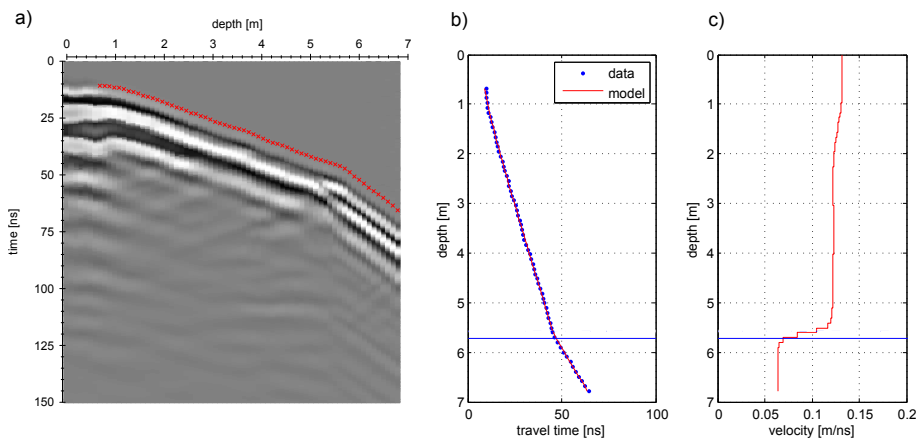 a)
depth [m]
0 1 2 3 4 5 6 7
0
25
50
75
100
125
150
time [ns]
b)
0
1
2
3
4
5
6
7
depth [m]
data
model
0 50 100
travel time [ns]
c)
0
1
2
3
4
5
6
7
depth [m]
0 0.05 0.1 0.15 0.2
velocity [m/ns]